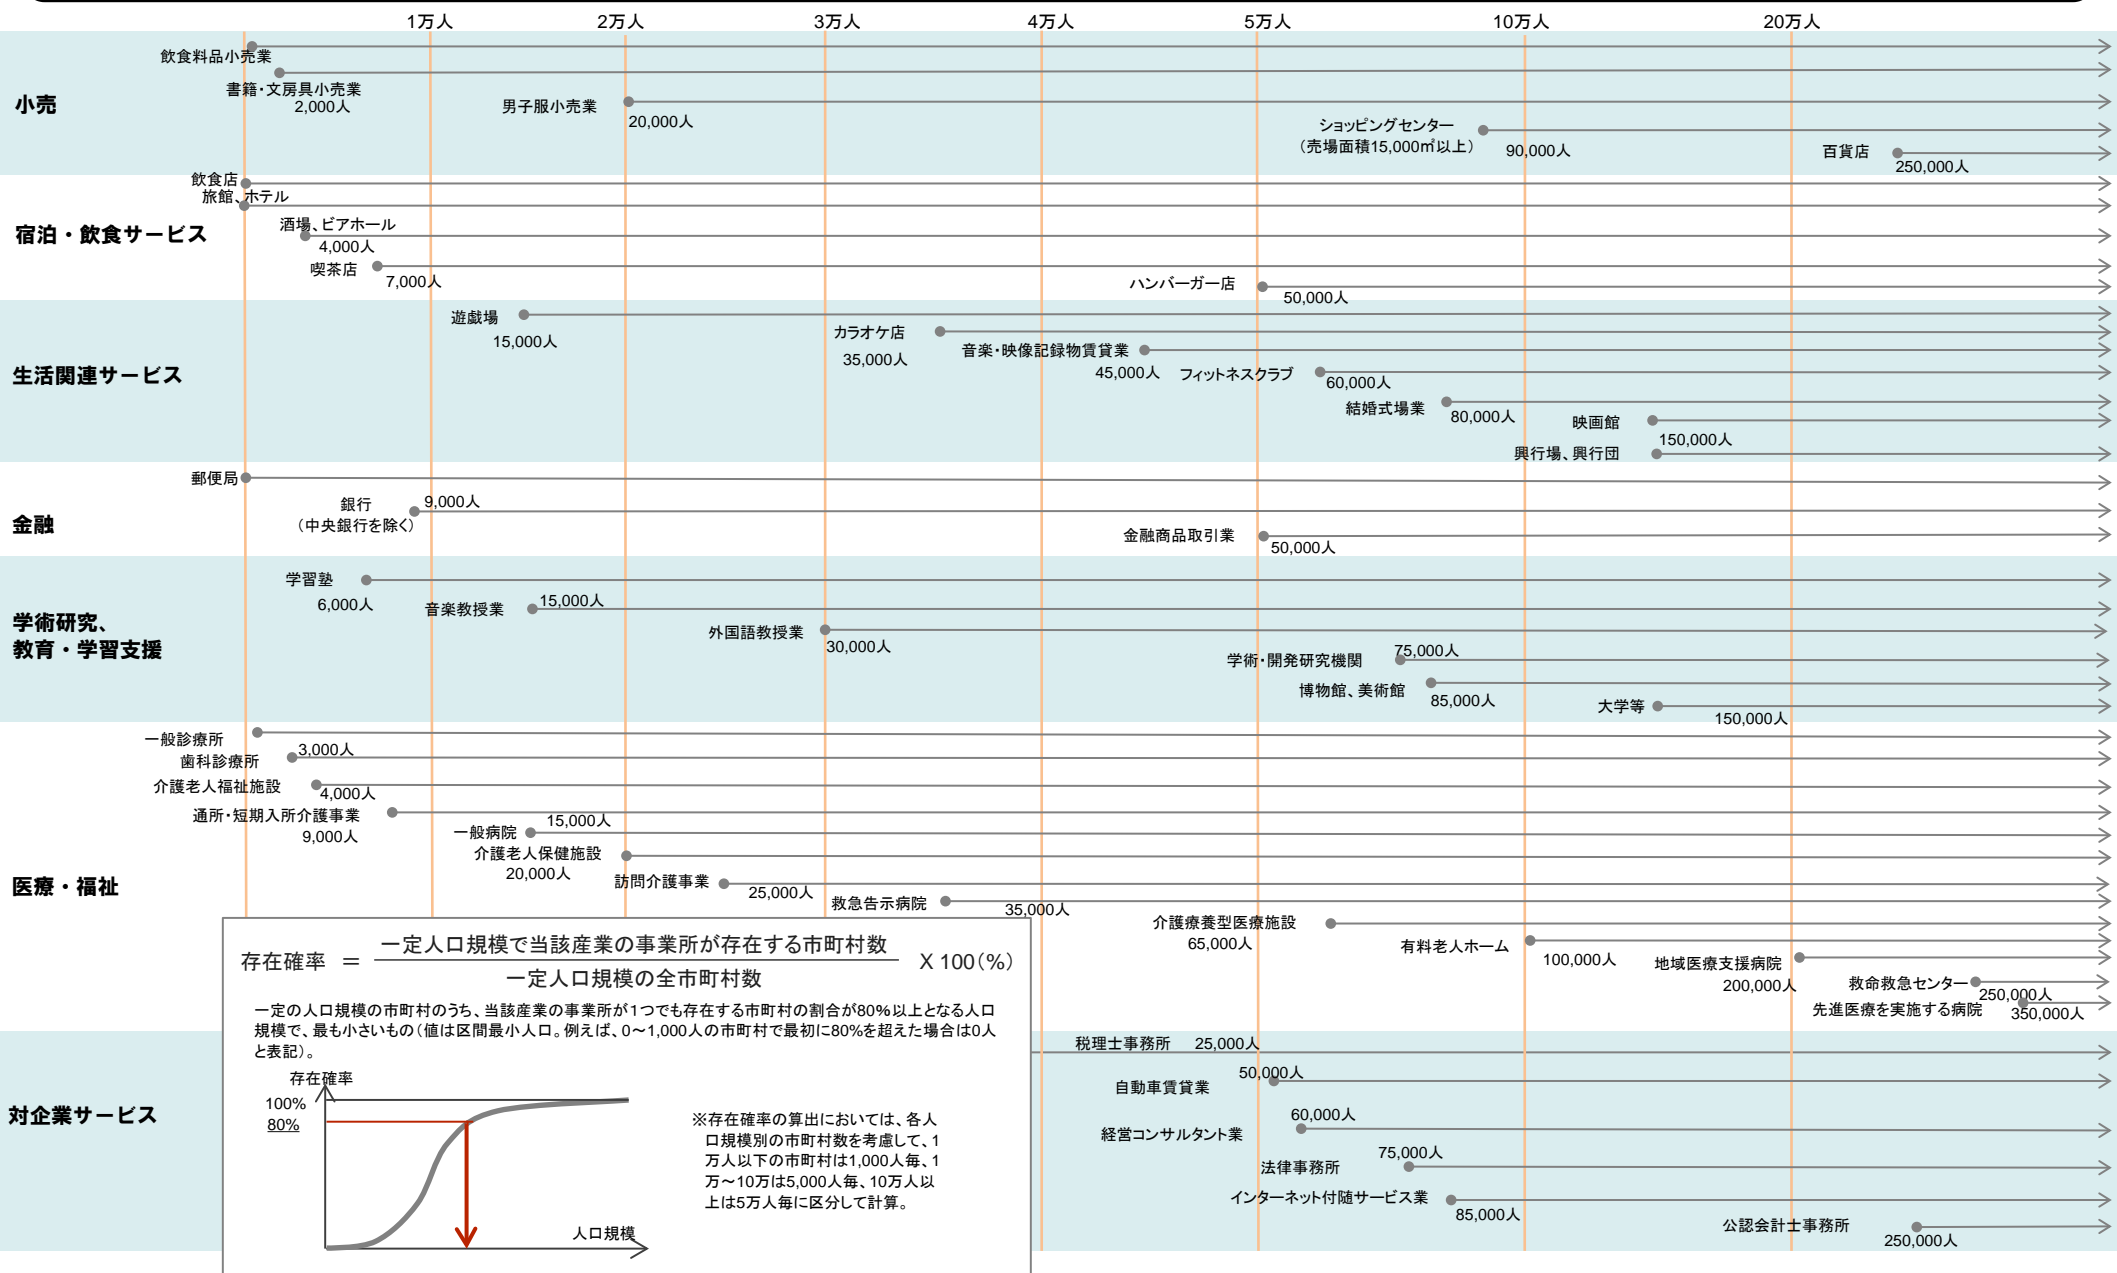 1万人 2万人 3万人 4万人 5万人 10万人 20万人
小売
飲食料品小売業
書籍・文房具小売業
2,000人
男子服小売業
20,000人
ショッピングセンター
（売場面積15,000㎡以上）
90,000人
百貨店
250,000人
宿泊・飲食サービス
飲食店
旅館、ホテル
酒場、ビアホール
4,000人
喫茶店
7,000人
ハンバーガー店
50,000人
生活関連サービス
遊戯場
15,000人
カラオケ店
35,000人
音楽・映像記録物賃貸業
45,000人
フィットネスクラブ
60,000人
結婚式場業
80,000人
映画館
150,000人
興行場、興行団
金融
郵便局
銀行
（中央銀行を除く）
9,000人
金融商品取引業
50,000人
学術研究、
教育・学習支援
学習塾
6,000人
音楽教授業
15,000人
外国語教授業
30,000人
学術・開発研究機関
75,000人
博物館、美術館
85,000人
大学等
150,000人
医療・福祉
一般診療所
歯科診療所
3,000人
介護老人福祉施設
4,000人
通所・短期入所介護事業
9,000人
一般病院
15,000人
介護老人保健施設
20,000人
訪問介護事業
25,000人
救急告示病院
35,000人
介護療養型医療施設
65,000人
有料老人ホーム
100,000人
地域医療支援病院
200,000人
救命救急センター
250,000人
先進医療を実施する病院
350,000人
対企業サービス
税理士事務所 25,000人
自動車賃貸業
50,000人
経営コンサルタント業
60,000人
法律事務所
75,000人
インターネット付随サービス業
85,000人
公認会計士事務所
250,000人
一定人口規模で当該産業の事業所が存在する市町村数
存在確率 ＝ X 100(%)
一定人口規模の全市町村数
一定の人口規模の市町村のうち、当該産業の事業所が1つでも存在する市町村の割合が80%以上となる人口
規模で、最も小さいもの（値は区間最小人口。例えば、0～1,000人の市町村で最初に80%を超えた場合は0人
と表記）。
存在確率
100%
80%
人口規模
※存在確率の算出においては、各人
口規模別の市町村数を考慮して、1
万人以下の市町村は1,000人毎、1
万～10万は5,000人毎、10万人以
上は5万人毎に区分して計算。